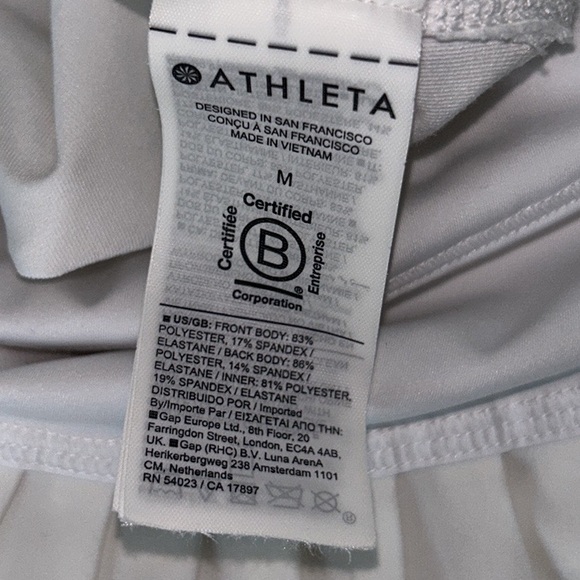 ATHLETA
DESIGNED IN SAN FRANCISCO
CONÇU À SAN FRANCISCO
MADE IN VIETNAM
M
Certified
Certifiée
B
Entreprise
®
Corporation
■ US/GB: FRONT BODY: 83%
POLYESTER, 17% SPANDEX /
ELASTANE / BACK BODY: 86%
POLYESTER, 14% SPANDEX /
ELASTANE / INNER: 81% POLYESTER,
19% SPANDEX / ELASTANE
DISTRIBUIDO POR / Imported
By/Importe Par / ΕΙΣΑΓΕΤΑΙ ΑΠΟ ΤΗΝ:
■ Gap Europe Ltd., 8th Floor, 20
Farringdon Street, London, EC4A 4AB,
UK. ■ Gap (RHC) B.V. Luna ArenA
Herikerbergweg 238 Amsterdam 1101
CM, Netherlands
RN 54023 / CA 17897